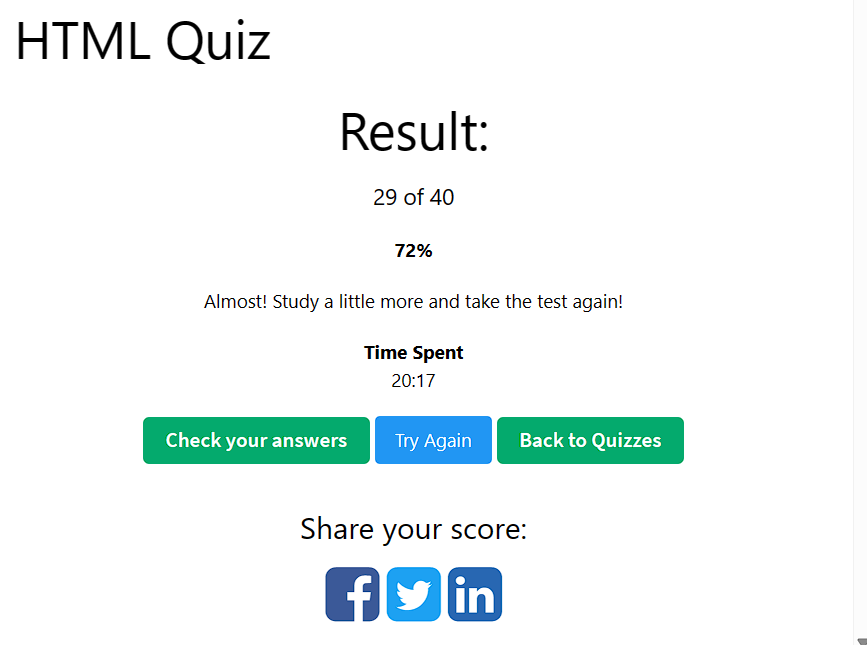 HTML Quiz
Result:
29 of 40
72%
Almost! Study a little more and take the test again!
Time Spent
20:17
Check your answers Try Again Back to Quizzes
Share your score:
f in